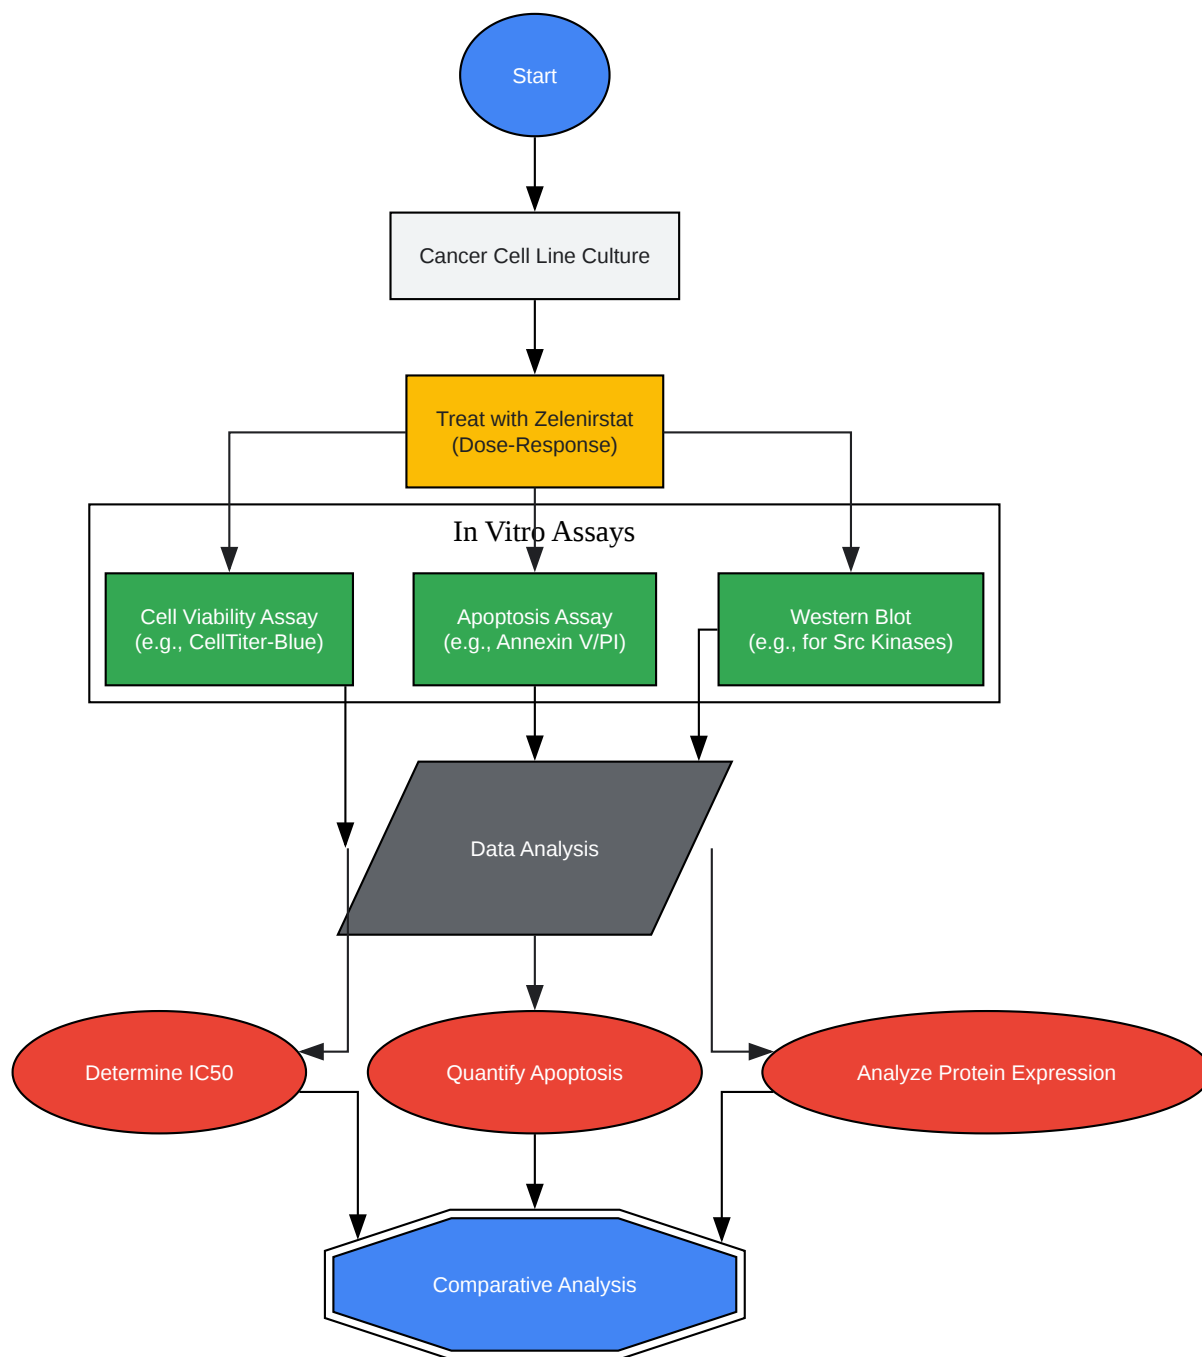 Start
Cancer Cell Line Culture
Treat with Zelenirstat
(Dose-Response)
In Vitro Assays
Cell Viability Assay
(e.g., CellTiter-Blue)
Apoptosis Assay
(e.g., Annexin V/PI)
Western Blot
(e.g., for Src Kinases)
Data Analysis
Determine IC50
Quantify Apoptosis
Analyze Protein Expression
Comparative Analysis